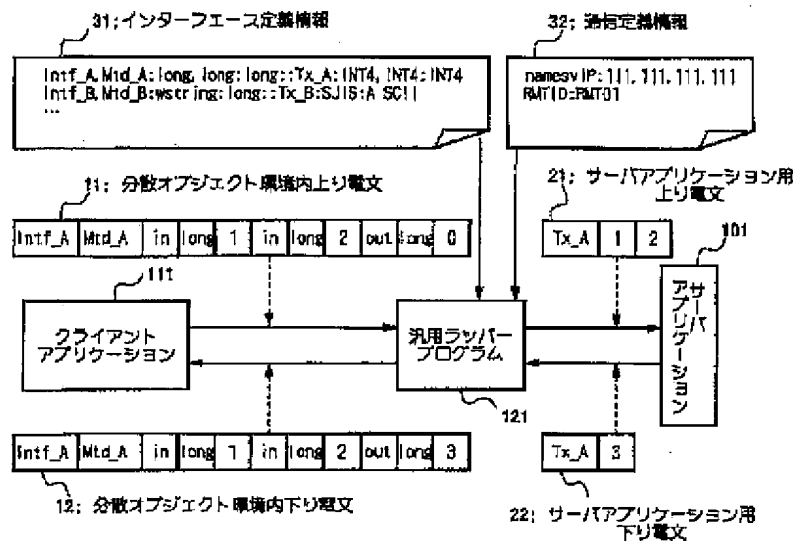 31;インターフェース定義情報
Intf_A,Mtd_A:long,long:long::Tx_A:INT4,INT4:INT4
Intf_B,Mtd_B:wstring:long::Tx_B:SJIS:ASCII
...
32;通信定義情報
namesvIP:111,111,111,111
RMTID:RMT01
11;分散オブジェクト環境内上り電文
Intf_A Mtd_A in long 1 in long 2 out long 0
21;サーバアプリケーション用
上り電文
Tx_A 1 2
101
サーバ
アプリケーション
111
クライアント
アプリケーション
汎用ラッパー
プログラム
121
Intf_A Mtd_A in long 1 in long 2 out long 3
12;分散オブジェクト環境内下り電文
Tx_A 3
22;サーバアプリケーション用
下り電文